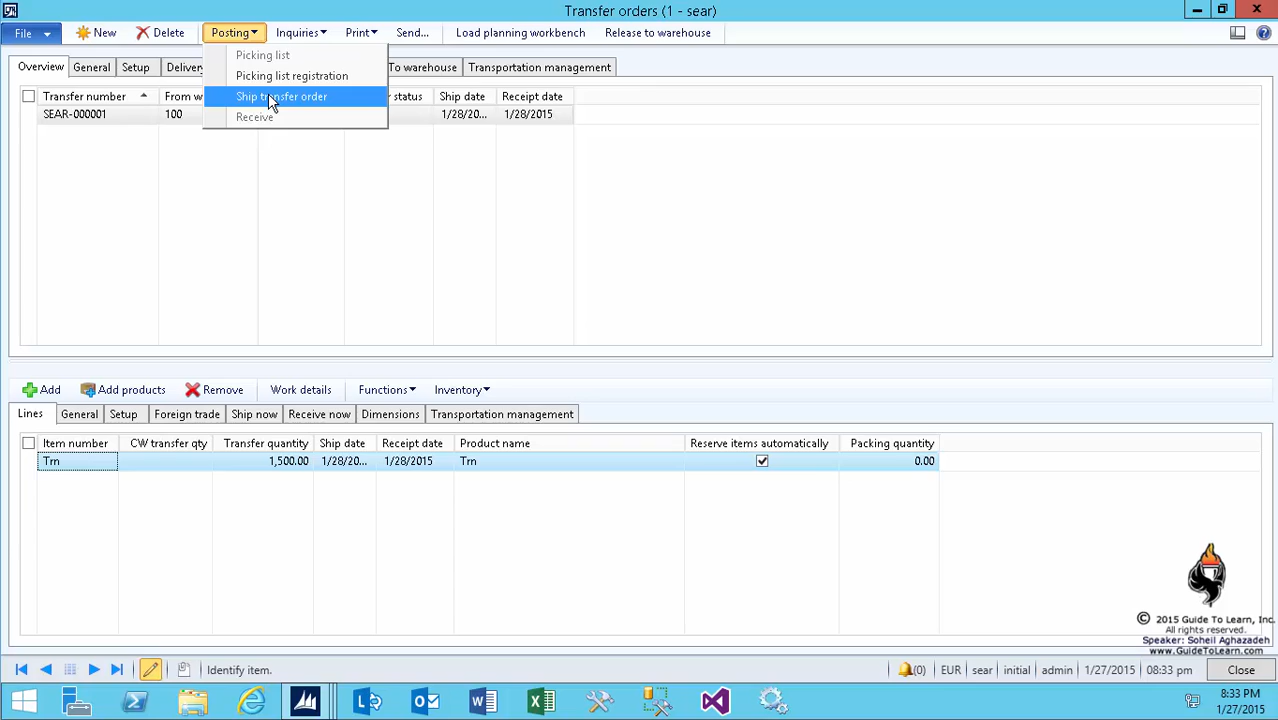 Transfer orders (1 - sear)
File New Delete Posting Inquiries Print Send... Load planning workbench Release to warehouse
Picking list
Picking list registration
Ship transfer order
Receive
Overview General Setup Delivery To warehouse Transportation management
Transfer number From w status Ship date Receipt date
SEAR-000001 100 1/28/20... 1/28/2015
Add Add products Remove Work details Functions Inventory
Lines General Setup Foreign trade Ship now Receive now Dimensions Transportation management
Item number CW transfer qty Transfer quantity Ship date Receipt date Product name Reserve items automatically Packing quantity
Trn 1,500.00 1/28/20... 1/28/2015 Trn 0.00
© 2015 Guide To Learn, Inc.
All rights reserved.
Speaker: Soheil Aghazadeh
www.GuideToLearn.com
Identify item. (0) EUR sear initial admin 1/27/2015 08:33 pm Close
8:33 PM
1/27/2015